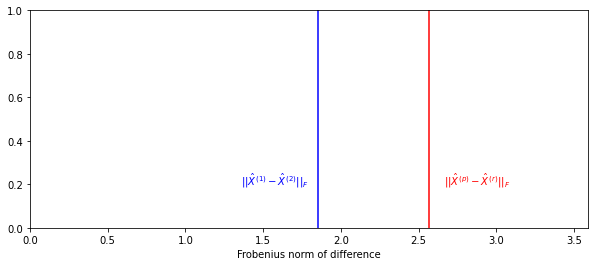 1.0
0.8
0.6
0.4
0.2
0.0
||X̂⁽¹⁾ − X̂⁽²⁾||_F
||X̂⁽ᵖ⁾ − X̂⁽ʳ⁾||_F
0.0 0.5 1.0 1.5 2.0 2.5 3.0 3.5
Frobenius norm of difference